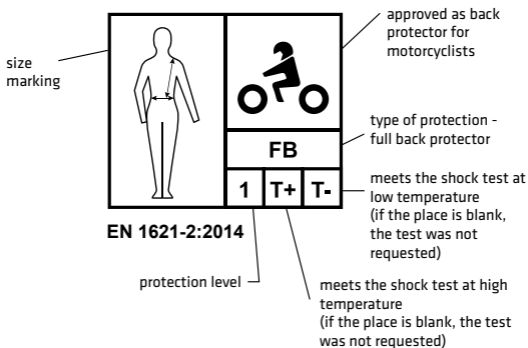 size
marking
approved as back
protector for
motorcyclists
type of protection -
full back protector
FB
1 T+ T-
meets the shock test at
low temperature
(if the place is blank,
the test was not
requested)
EN 1621-2:2014
protection level
meets the shock test at high
temperature
(if the place is blank, the test
was not requested)